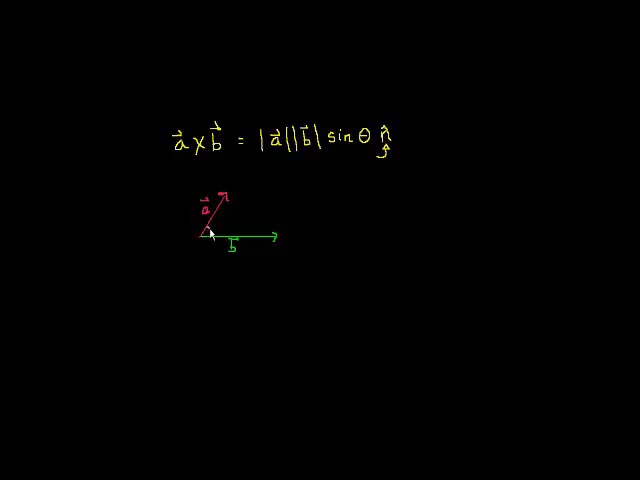 a⃗ × b⃗ = |a⃗||b⃗| sin θ n̂
a⃗
b⃗